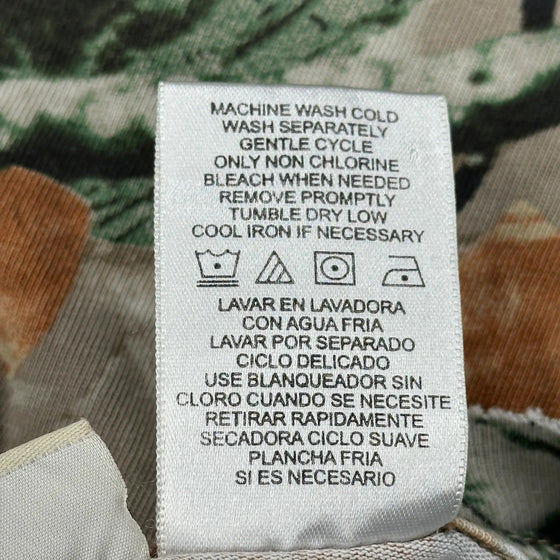 MACHINE WASH COLD
WASH SEPARATELY
GENTLE CYCLE
ONLY NON CHLORINE
BLEACH WHEN NEEDED
REMOVE PROMPTLY
TUMBLE DRY LOW
COOL IRON IF NECESSARY
LAVAR EN LAVADORA
CON AGUA FRIA
LAVAR POR SEPARADO
CICLO DELICADO
USE BLANQUEADOR SIN
CLORO CUANDO SE NECESITE
RETIRAR RAPIDAMENTE
SECADORA CICLO SUAVE
PLANCHA FRIA
SI ES NECESARIO